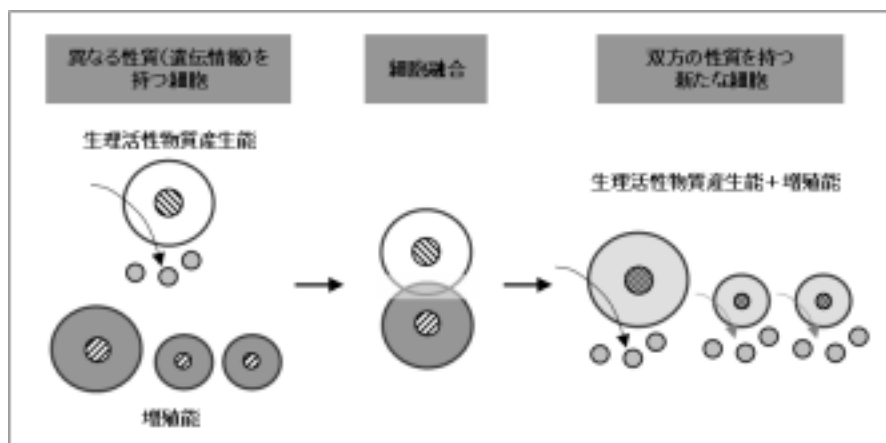 異なる性質(遺伝情報)を
持つ細胞
細胞融合
双方の性質を持つ
新たな細胞
生理活性物質産生能
生理活性物質産生能+増殖能
増殖能